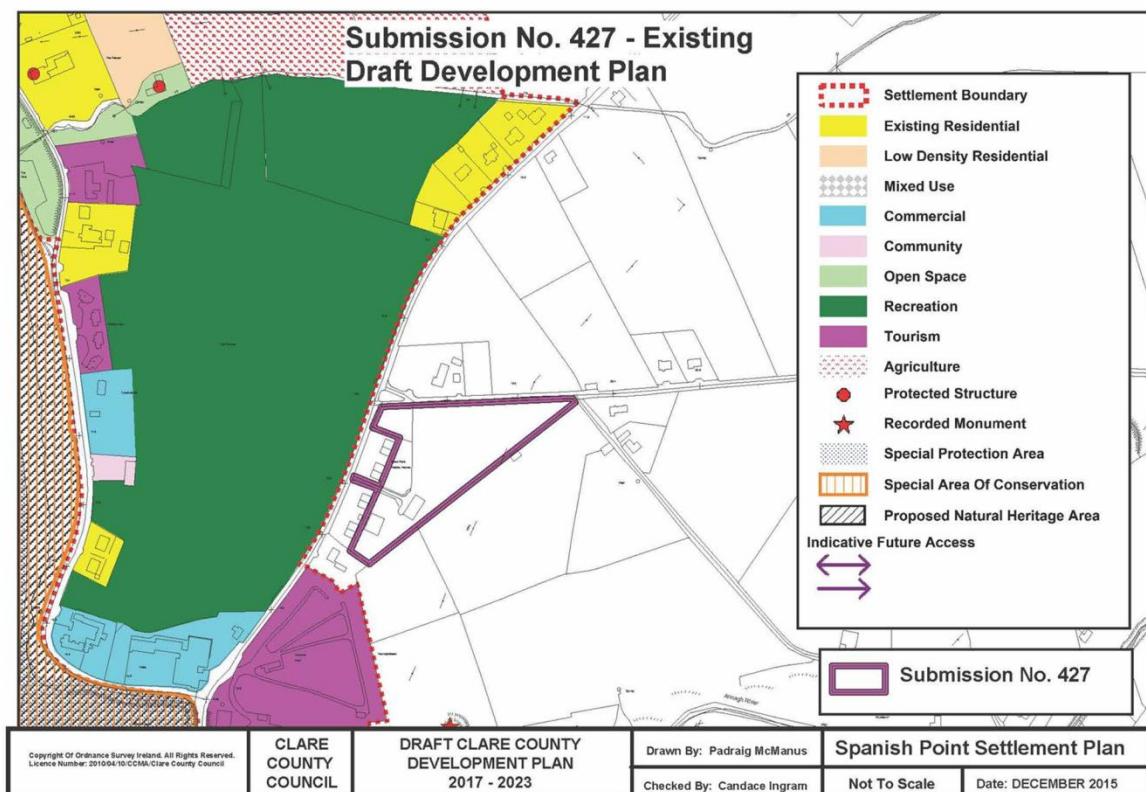 Submission No. 427 - Existing
Draft Development Plan
Settlement Boundary
Existing Residential
Low Density Residential
Mixed Use
Commercial
Community
Open Space
Recreation
Tourism
Agriculture
Protected Structure
Recorded Monument
Special Protection Area
Special Area Of Conservation
Proposed Natural Heritage Area
Indicative Future Access
Submission No. 427
Annagh River
Copyright Of Ordnance Survey Ireland. All Rights Reserved.
Licence Number: 2010/04/10/CCMA/Clare County Council
CLARE
COUNTY
COUNCIL
DRAFT CLARE COUNTY
DEVELOPMENT PLAN
2017 - 2023
Drawn By: Padraig McManus
Checked By: Candace Ingram
Spanish Point Settlement Plan
Not To Scale
Date: DECEMBER 2015